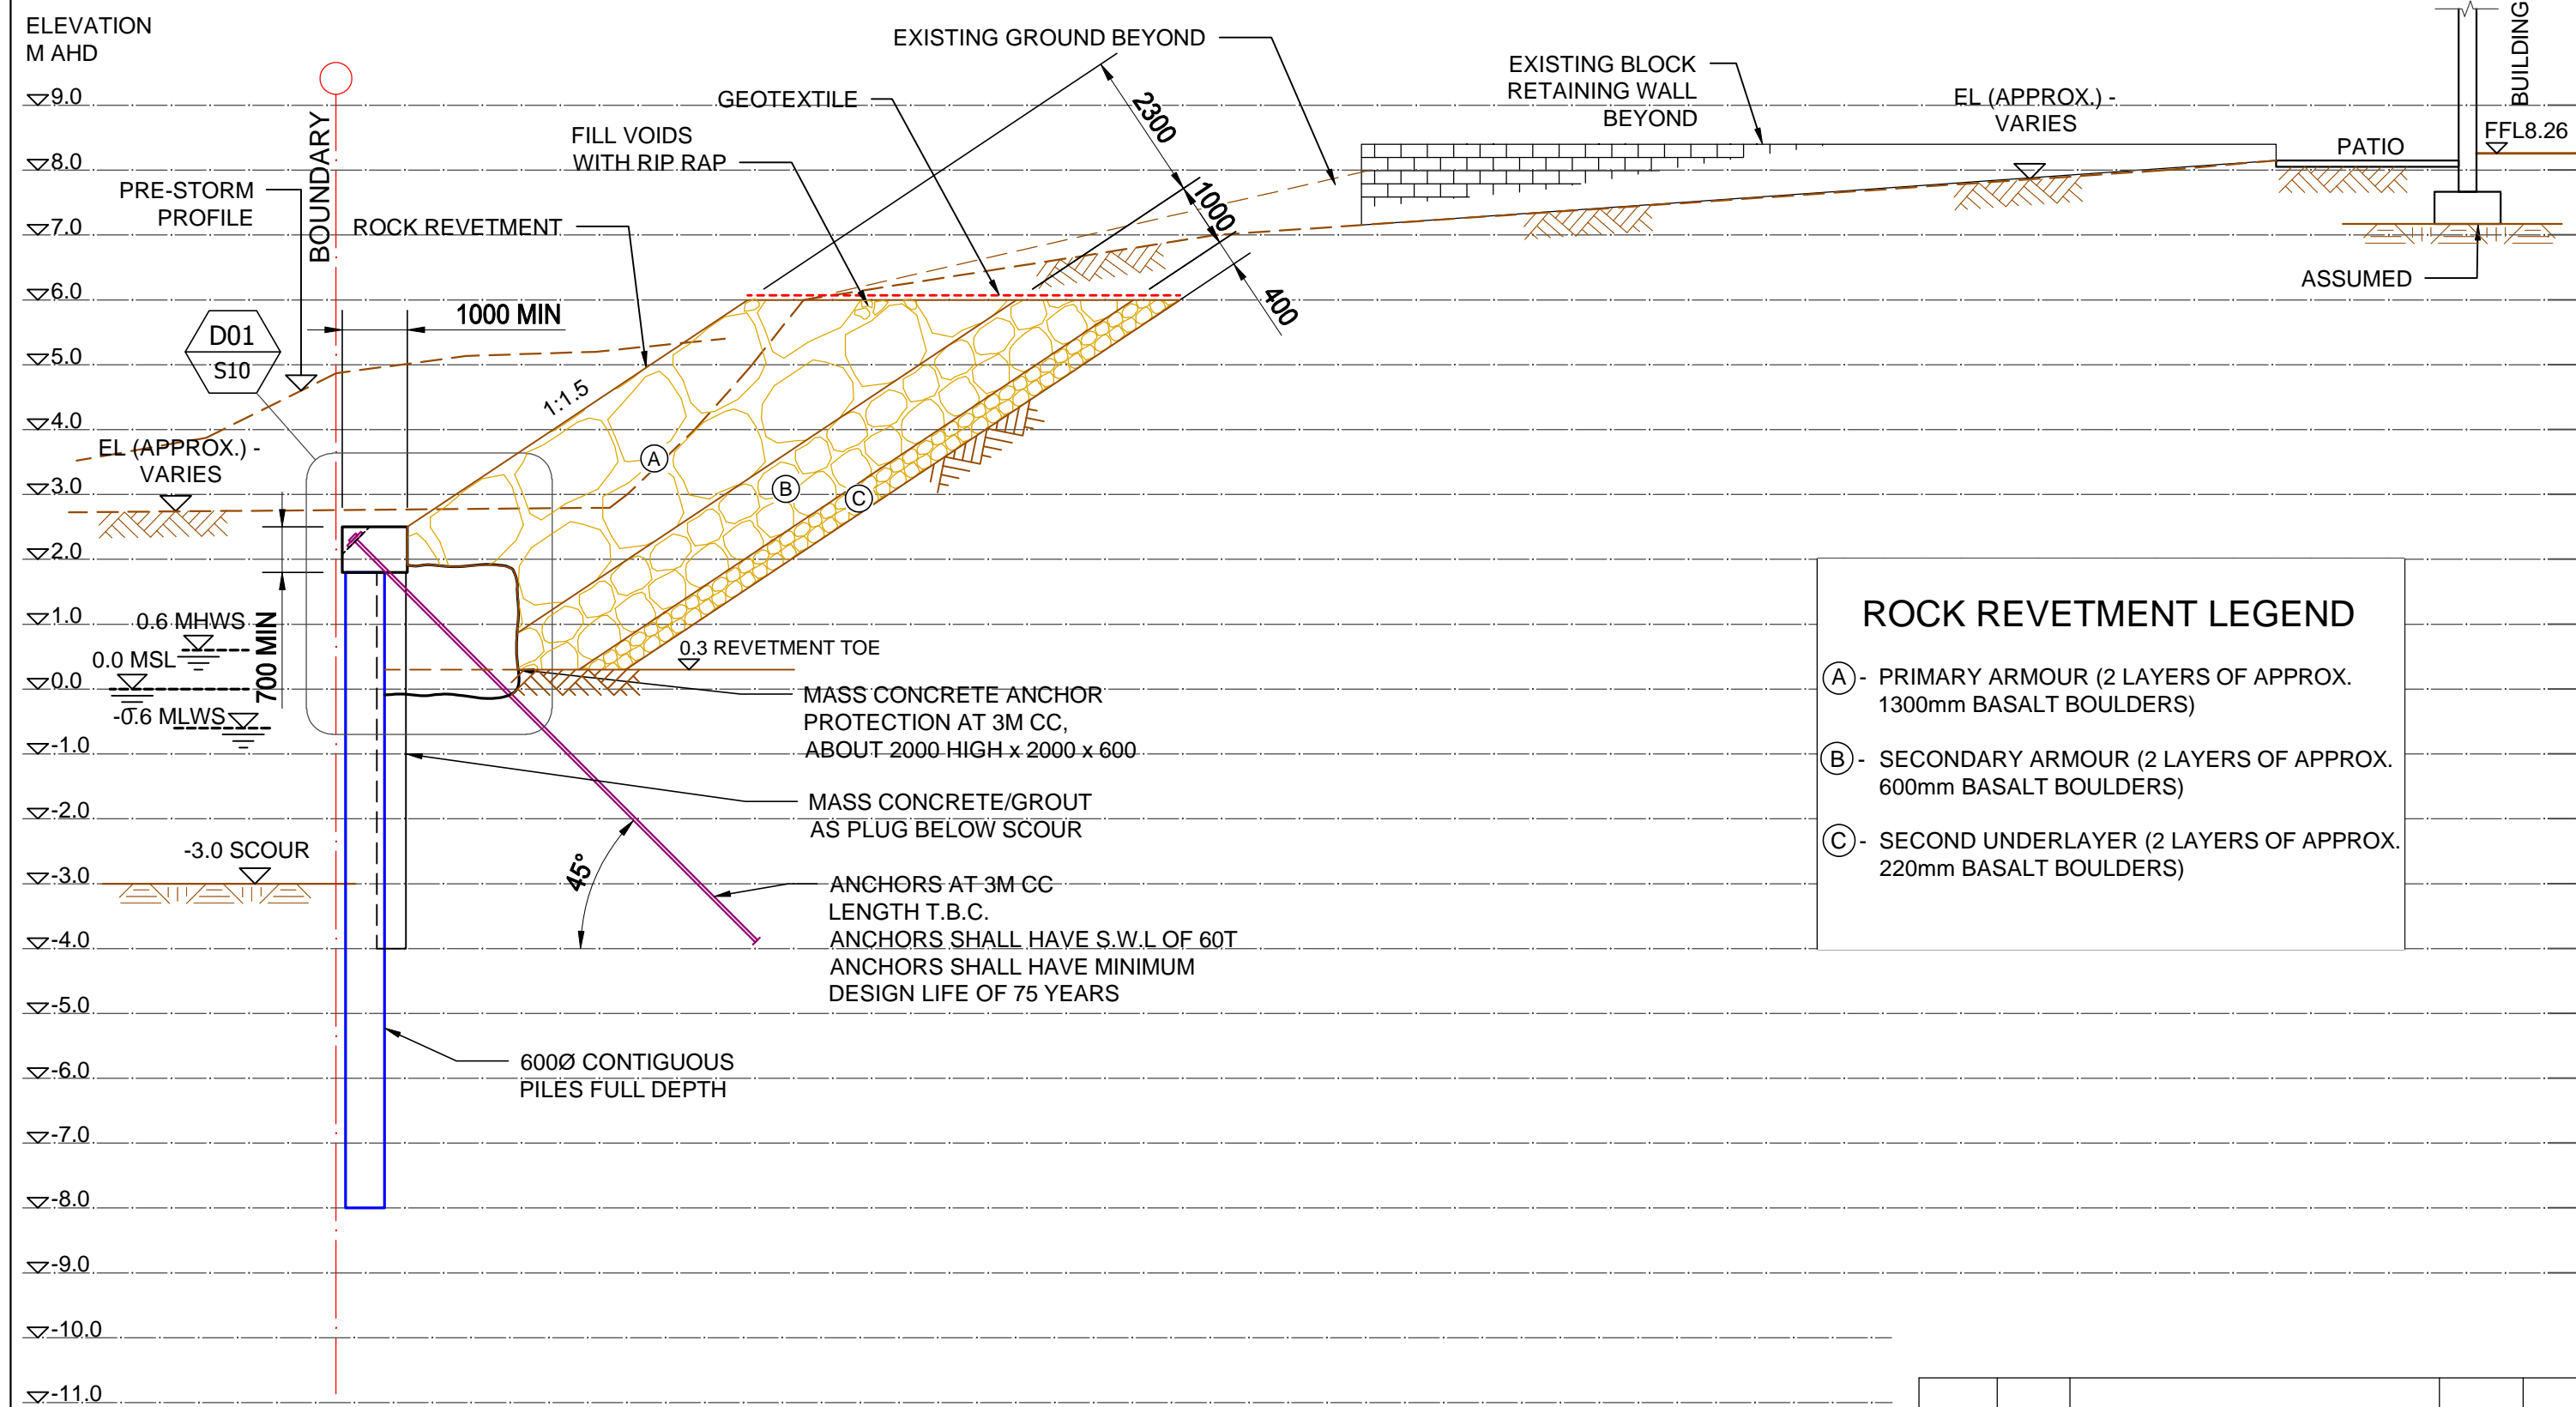 ELEVATION
M AHD
9.0
8.0
7.0
6.0
5.0
4.0
3.0
2.0
1.0
0.0
-1.0
-2.0
-3.0
-4.0
-5.0
-6.0
-7.0
-8.0
-9.0
-10.0
-11.0
BOUNDARY
PRE-STORM
PROFILE
D01
S10
EL (APPROX.) -
VARIES
0.6 MHWS
0.0 MSL
-0.6 MLWS
700 MIN
-3.0 SCOUR
1000 MIN
EXISTING GROUND BEYOND
GEOTEXTILE
FILL VOIDS
WITH RIP RAP
ROCK REVETMENT
1:1.5
2300
1000
400
A
B
C
EXISTING BLOCK
RETAINING WALL
BEYOND
EL (APPROX.) -
VARIES
PATIO
BUILDING
FFL8.26
ASSUMED
0.3 REVETMENT TOE
MASS CONCRETE ANCHOR
PROTECTION AT 3M CC,
ABOUT 2000 HIGH x 2000 x 600
MASS CONCRETE/GROUT
AS PLUG BELOW SCOUR
45°
ANCHORS AT 3M CC
LENGTH T.B.C.
ANCHORS SHALL HAVE S.W.L OF 60T
ANCHORS SHALL HAVE MINIMUM
DESIGN LIFE OF 75 YEARS
600Ø CONTIGUOUS
PILES FULL DEPTH
ROCK REVETMENT LEGEND
A - PRIMARY ARMOUR (2 LAYERS OF APPROX.
1300mm BASALT BOULDERS)
B - SECONDARY ARMOUR (2 LAYERS OF APPROX.
600mm BASALT BOULDERS)
C - SECOND UNDERLAYER (2 LAYERS OF APPROX.
220mm BASALT BOULDERS)